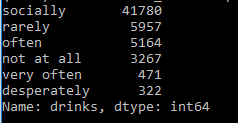 socially 41780
rarely 5957
often 5164
not at all 3267
very often 471
desperately 322
Name: drinks, dtype: int64